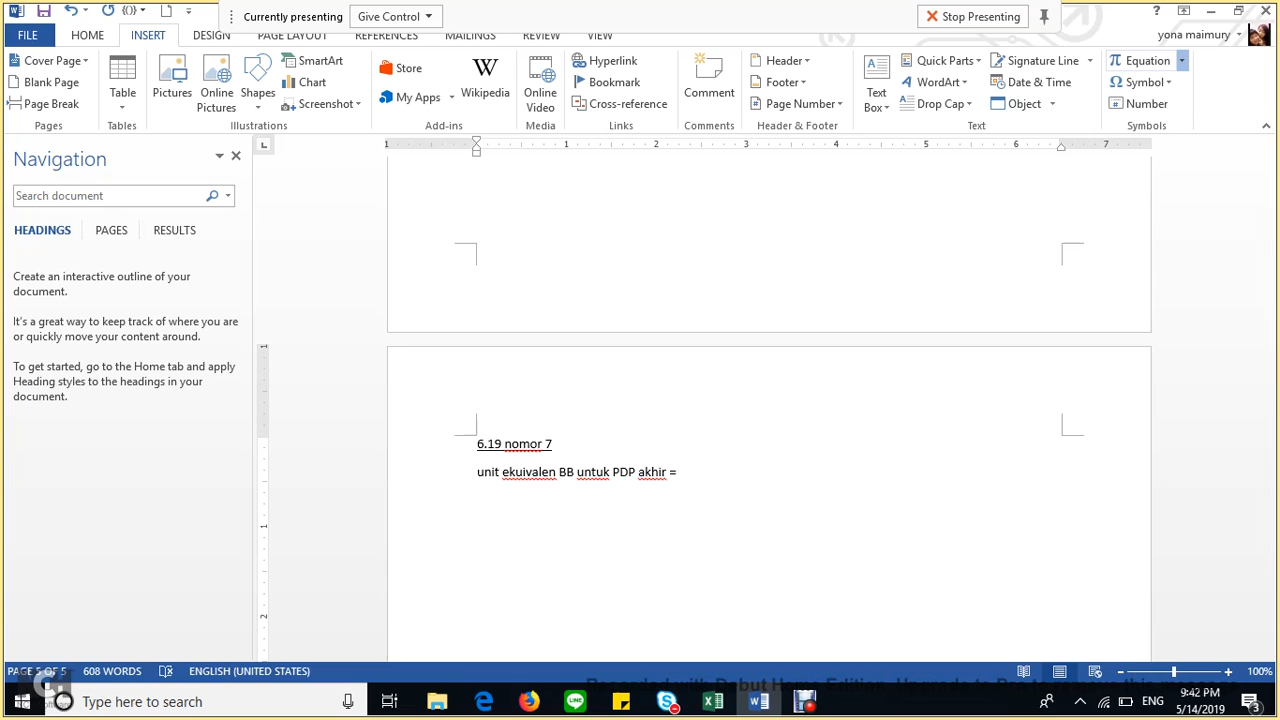 Currently presenting
Give Control
Stop Presenting
FILE
HOME
INSERT
DESIGN
PAGE LAYOUT
REFERENCES
MAILINGS
REVIEW
VIEW
yona maimury
Cover Page
Blank Page
Page Break
Pages
Table
Tables
Pictures
Online Pictures
Shapes
SmartArt
Chart
Screenshot
Illustrations
Store
My Apps
Wikipedia
Add-ins
Online Video
Media
Hyperlink
Bookmark
Cross-reference
Links
Comment
Comments
Header
Footer
Page Number
Header & Footer
Text Box
Quick Parts
WordArt
Drop Cap
Signature Line
Date & Time
Object
Text
Equation
Symbol
Number
Symbols
Navigation
Search document
HEADINGS
PAGES
RESULTS
Create an interactive outline of your
document.
It's a great way to keep track of where you are
or quickly move your content around.
To get started, go to the Home tab and apply
Heading styles to the headings in your
document.
6.19 nomor 7
unit ekuivalen BB untuk PDP akhir =
PAGE 5 OF 5
608 WORDS
ENGLISH (UNITED STATES)
100%
Type here to search
ENG
9:42 PM
5/14/2019
3